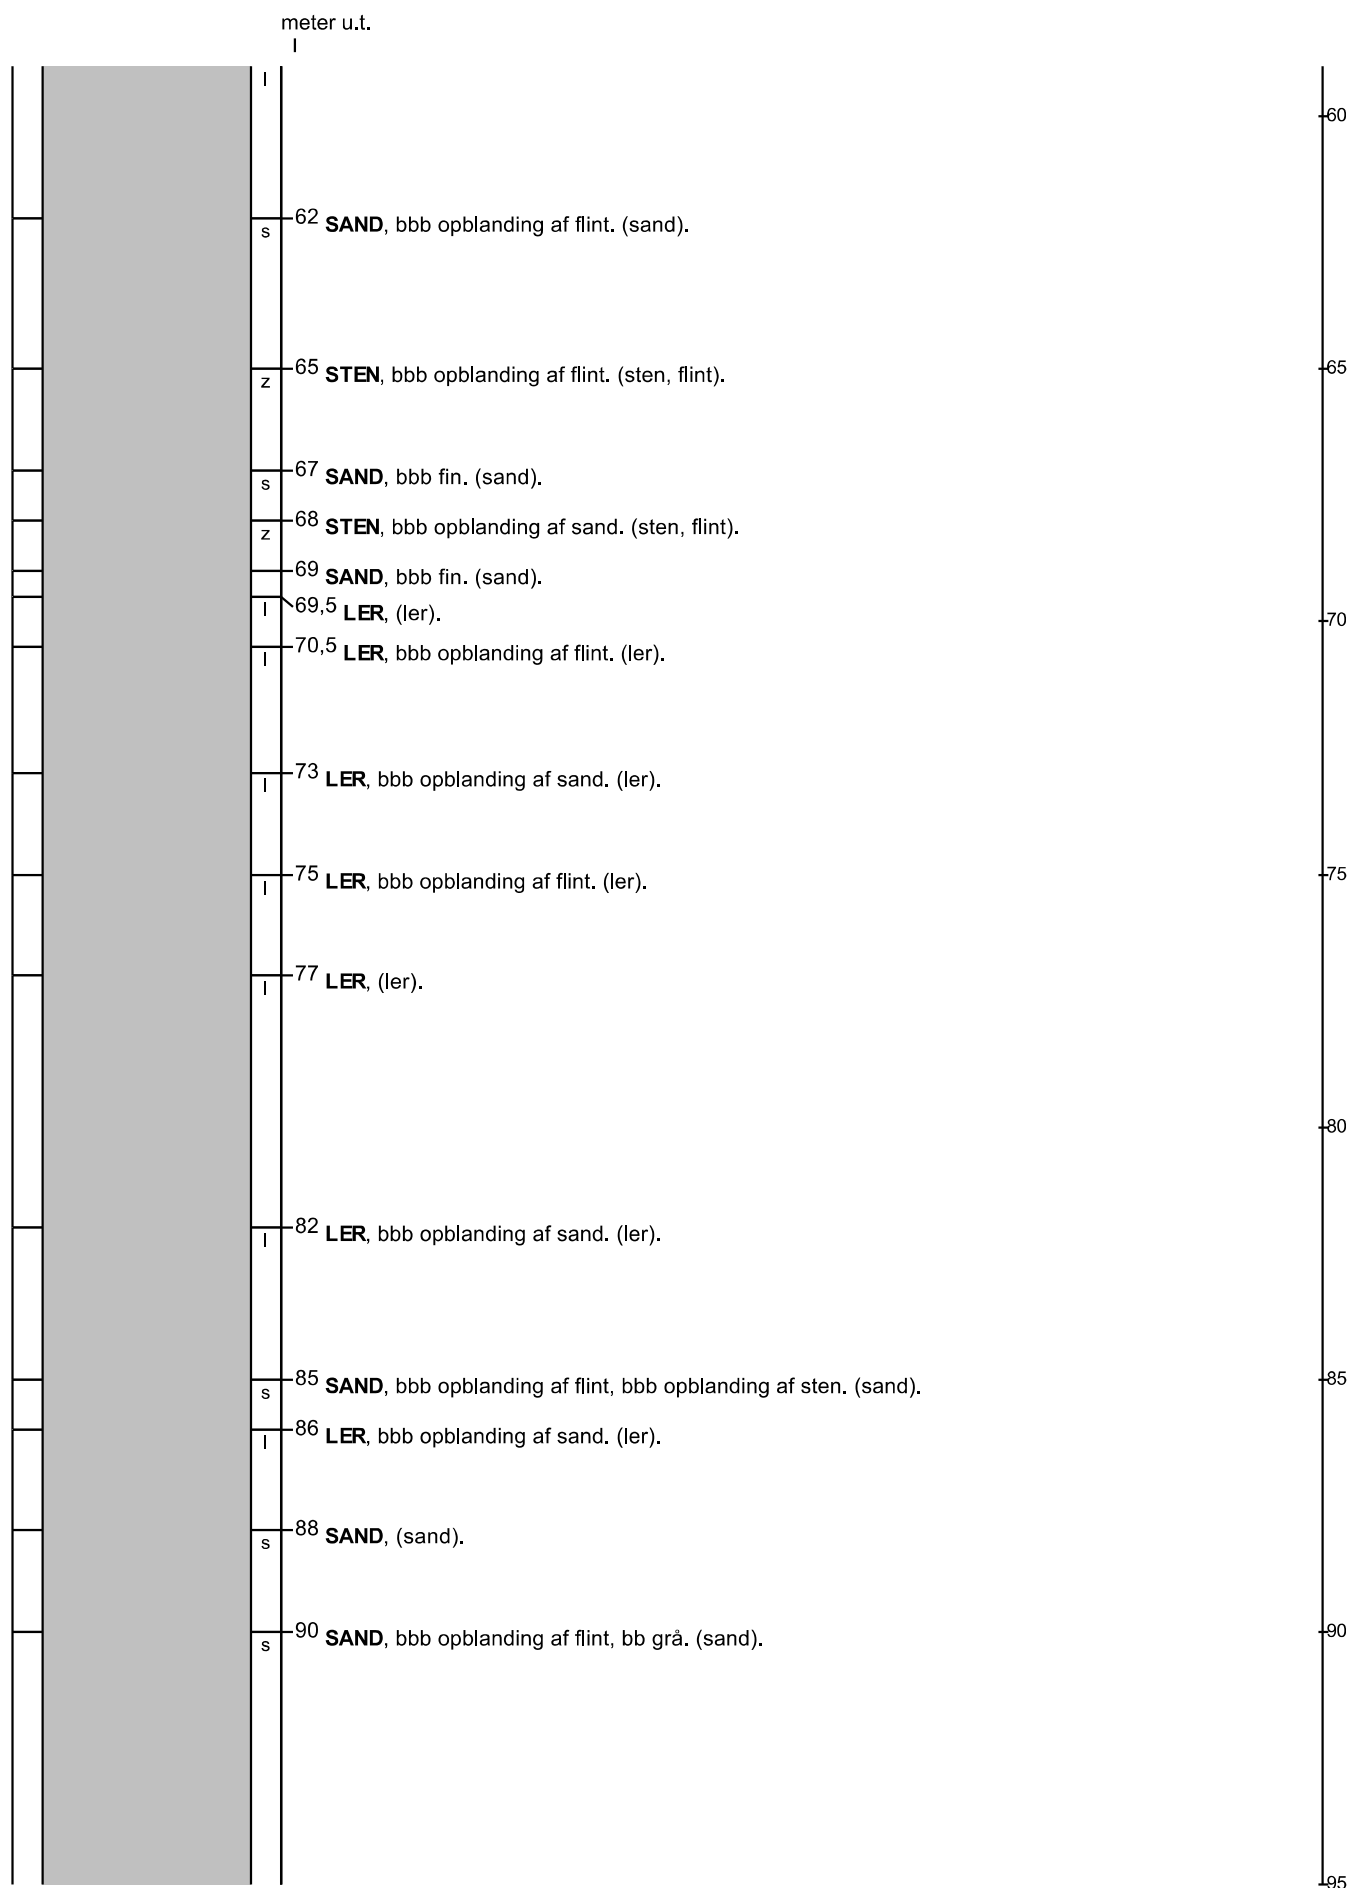 meter u.t.
l
60
62 SAND, bbb opblanding af flint. (sand).
s
65 STEN, bbb opblanding af flint. (sten, flint).
65
z
67 SAND, bbb fin. (sand).
s
68 STEN, bbb opblanding af sand. (sten, flint).
z
69 SAND, bbb fin. (sand).
69,5 LER, (ler).
l
70
70,5 LER, bbb opblanding af flint. (ler).
l
73 LER, bbb opblanding af sand. (ler).
l
75 LER, bbb opblanding af flint. (ler).
75
l
77 LER, (ler).
l
80
82 LER, bbb opblanding af sand. (ler).
l
85 SAND, bbb opblanding af flint, bbb opblanding af sten. (sand).
85
s
86 LER, bbb opblanding af sand. (ler).
l
88 SAND, (sand).
s
90 SAND, bbb opblanding af flint, bb grå. (sand).
90
s
95